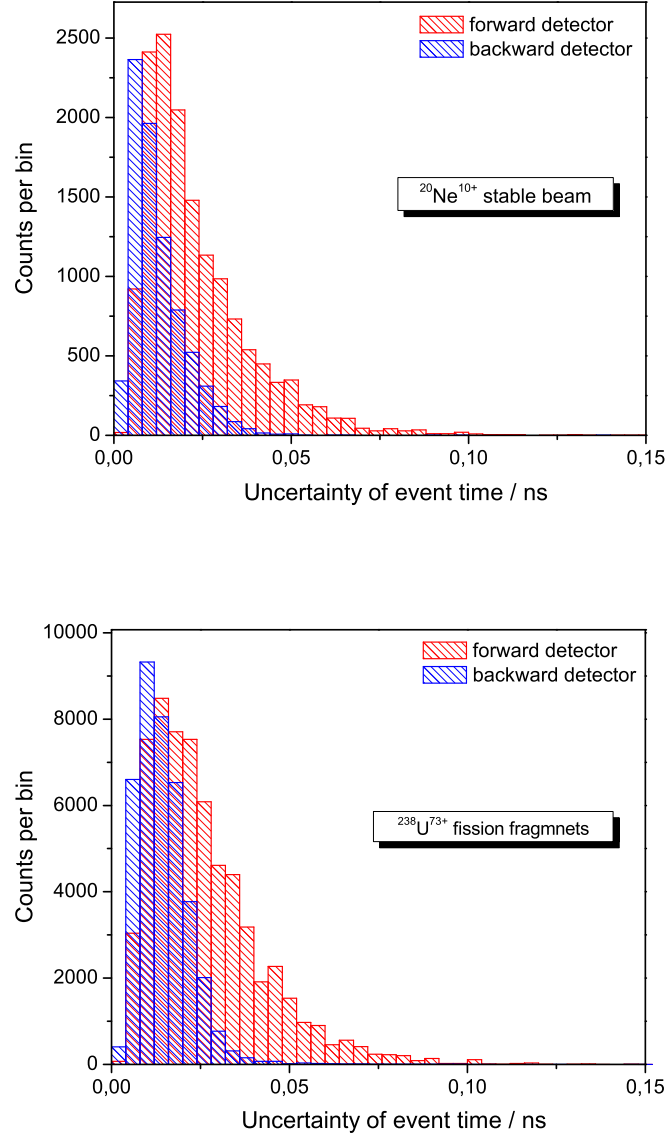 forward detector
backward detector
2500
2000
1500
1000
500
0
Counts per bin
²⁰Ne¹⁰⁺ stable beam
0,00
0,05
0,10
0,15
Uncertainty of event time / ns
forward detector
backward detector
10000
8000
6000
4000
2000
0
Counts per bin
²³⁸U⁷³⁺ fission fragmnets
0,00
0,05
0,10
0,15
Uncertainty of event time / ns